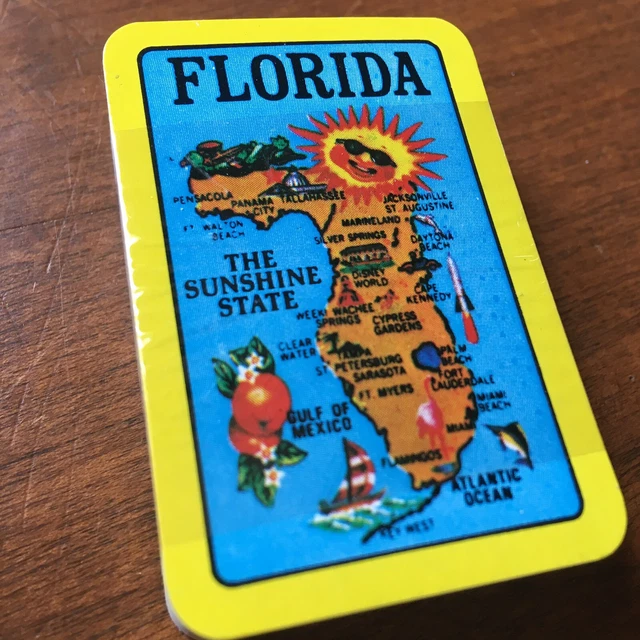 FLORIDA
PENSACOLA
PANAMA
CITY
TALLAHASSEE
JACKSONVILLE
ST AUGUSTINE
FT WALTON
BEACH
MARINELAND
SILVER SPRINGS
DAYTONA
BEACH
THE
SUNSHINE
STATE
DISNEY
WORLD
CAPE
KENNEDY
WEEKI WACHEE
SPRINGS
CYPRESS
GARDENS
CLEAR
WATER
TAMPA
ST. PETERSBURG
SARASOTA
PALM
BEACH
FORT
LAUDERDALE
FT. MYERS
MIAMI
BEACH
GULF OF
MEXICO
MIAMI
FLAMINGOS
ATLANTIC
OCEAN
KEY WEST